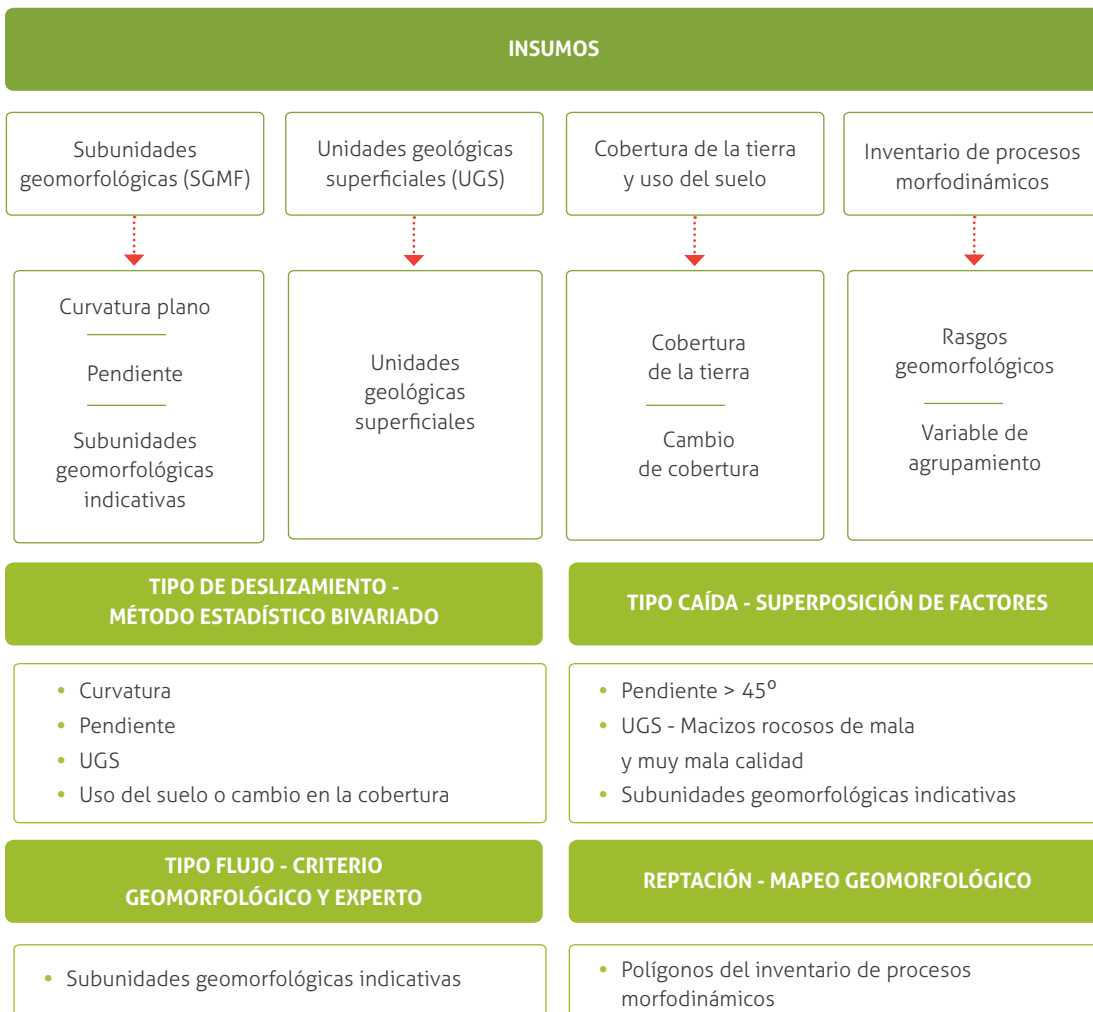 INSUMOS
Subunidades
geomorfológicas (SGMF)
Unidades geológicas
superficiales (UGS)
Cobertura de la tierra
y uso del suelo
Inventario de procesos
morfodinámicos
Curvatura plano
Pendiente
Subunidades
geomorfológicas
indicativas
Unidades
geológicas
superficiales
Cobertura
de la tierra
Cambio
de cobertura
Rasgos
geomorfológicos
Variable de
agrupamiento
TIPO DE DESLIZAMIENTO -
MÉTODO ESTADÍSTICO BIVARIADO
• Curvatura
• Pendiente
• UGS
• Uso del suelo o cambio en la cobertura
TIPO CAÍDA - SUPERPOSICIÓN DE FACTORES
• Pendiente > 45º
• UGS - Macizos rocosos de mala
y muy mala calidad
• Subunidades geomorfológicas indicativas
TIPO FLUJO - CRITERIO
GEOMORFOLÓGICO Y EXPERTO
• Subunidades geomorfológicas indicativas
REPTACIÓN - MAPEO GEOMORFOLÓGICO
• Polígonos del inventario de procesos
morfodinámicos